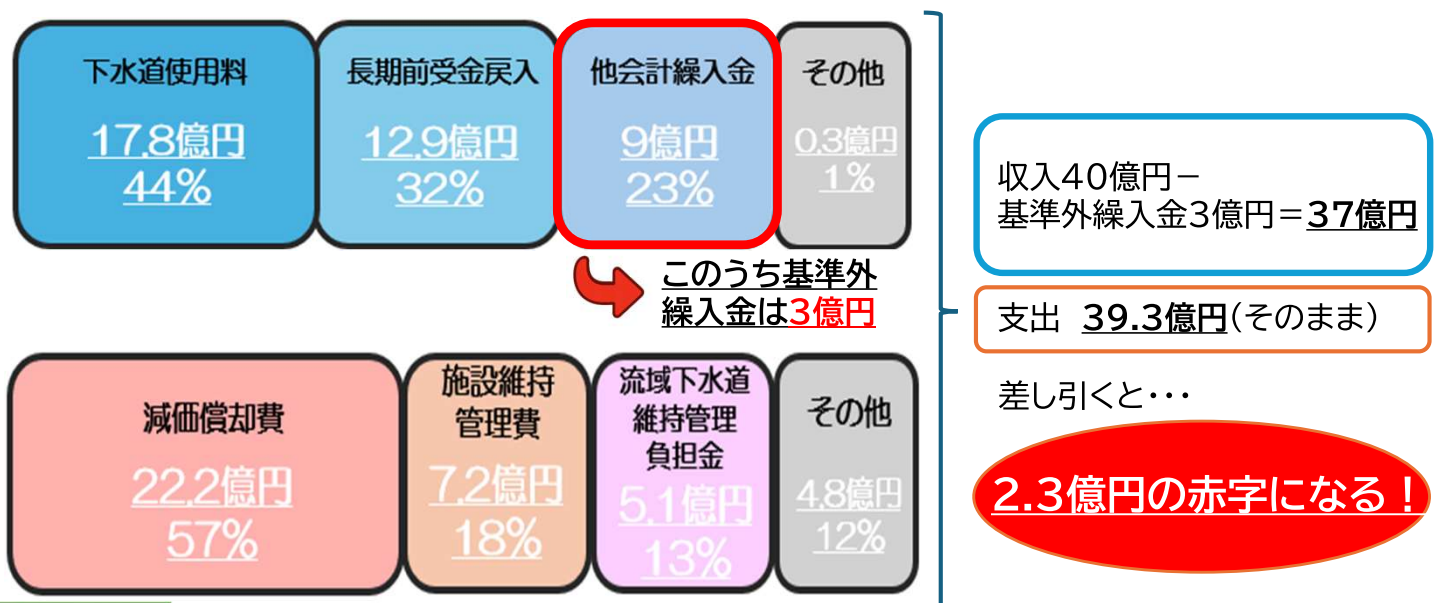 下水道使用料
17.8億円
44%
長期前受金戻入
12.9億円
32%
他会計繰入金
9億円
23%
その他
0.3億円
1%
このうち基準外
繰入金は3億円
減価償却費
22.2億円
57%
施設維持
管理費
7.2億円
18%
流域下水道
維持管理
負担金
5.1億円
13%
その他
4.8億円
12%
収入40億円－
基準外繰入金3億円＝37億円
支出 39.3億円(そのまま)
差し引くと・・・
2.3億円の赤字になる！